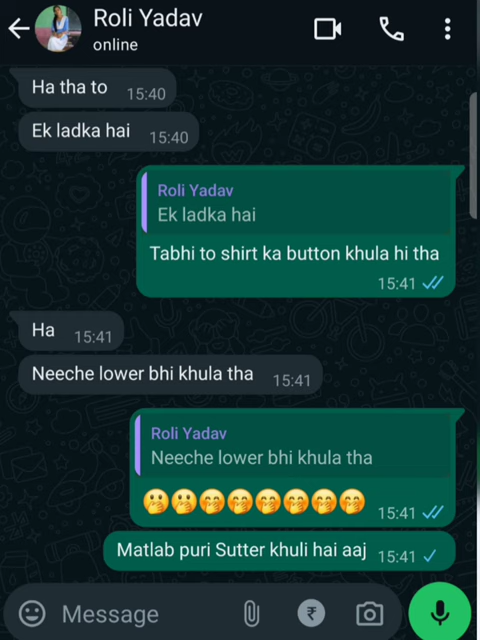 Roli Yadav
online
Ha tha to 15:40
Ek ladka hai 15:40
Roli Yadav
Ek ladka hai
Tabhi to shirt ka button khula hi tha
15:41
Ha 15:41
Neeche lower bhi khula tha 15:41
Roli Yadav
Neeche lower bhi khula tha
🫢🫢🤭🤭🤭🤭🤭🤭 15:41
Matlab puri Sutter khuli hai aaj 15:41
Message ₹